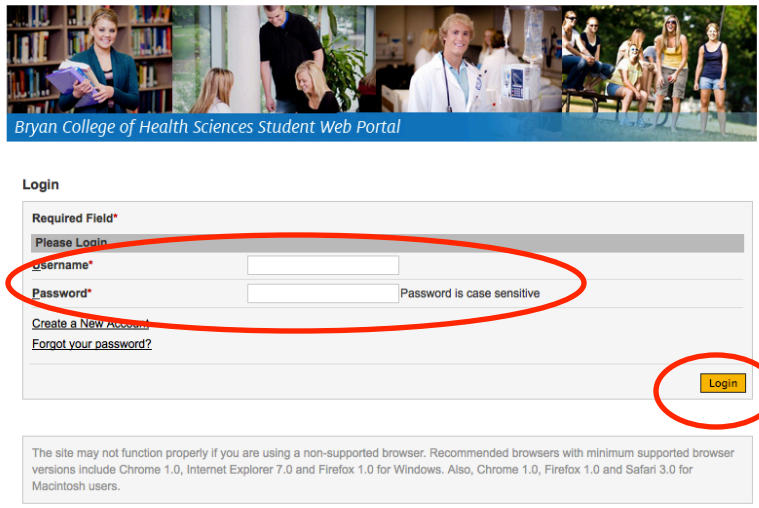 Bryan College of Health Sciences Student Web Portal
Login
Required Field*
Please Login
Username*
Password*
Password is case sensitive
Create a New Account
Forgot your password?
Login
The site may not function properly if you are using a non-supported browser. Recommended browsers with minimum supported browser
versions include Chrome 1.0, Internet Explorer 7.0 and Firefox 1.0 for Windows. Also, Chrome 1.0, Firefox 1.0 and Safari 3.0 for
Macintosh users.